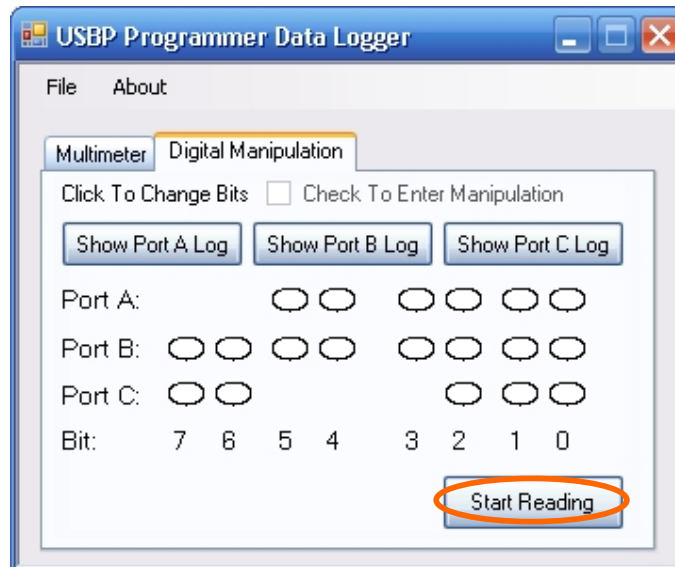 USBP Programmer Data Logger
File About
Multimeter Digital Manipulation
Click To Change Bits Check To Enter Manipulation
Show Port A Log Show Port B Log Show Port C Log
Port A:
Port B:
Port C:
Bit: 7 6 5 4 3 2 1 0
Start Reading